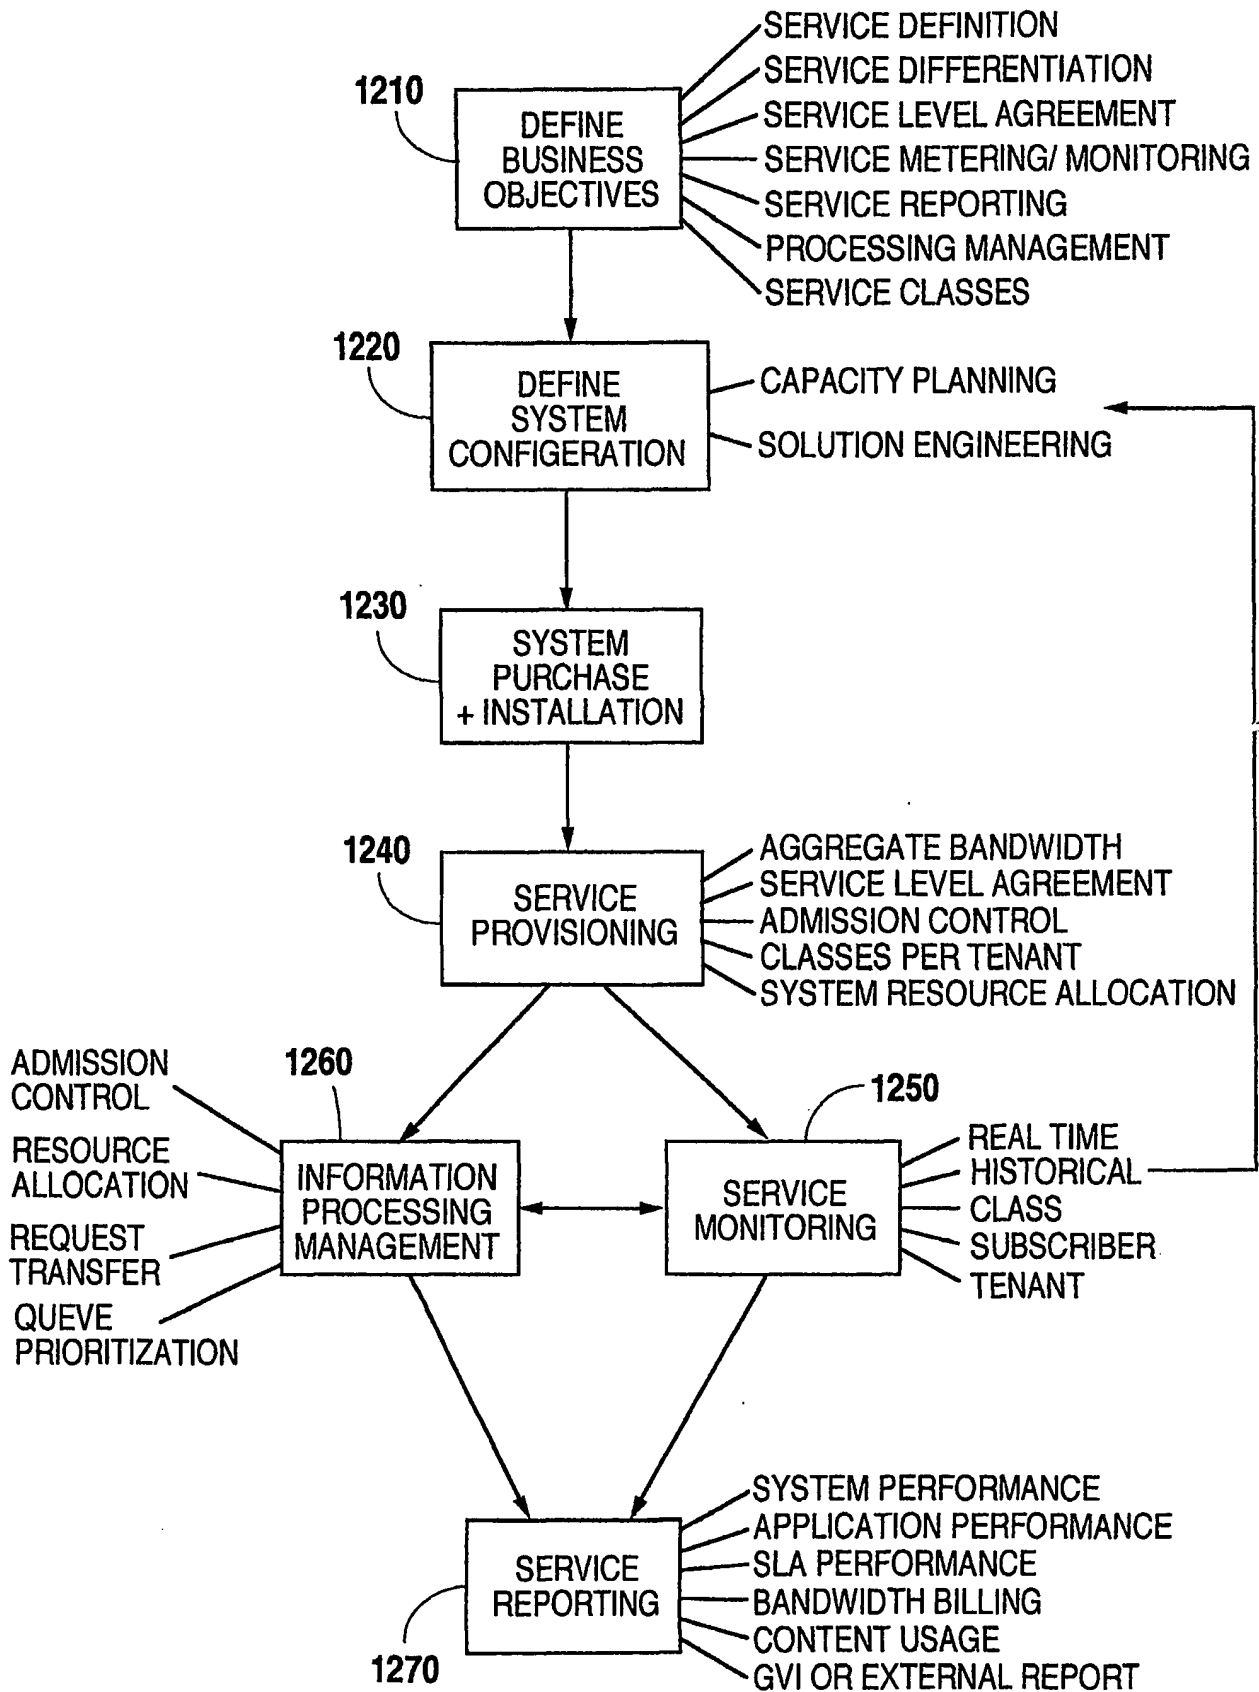 SERVICE DEFINITION
SERVICE DIFFERENTIATION
SERVICE LEVEL AGREEMENT
SERVICE METERING/ MONITORING
SERVICE REPORTING
PROCESSING MANAGEMENT
SERVICE CLASSES
1210
DEFINE
BUSINESS
OBJECTIVES
1220
DEFINE
SYSTEM
CONFIGERATION
CAPACITY PLANNING
SOLUTION ENGINEERING
1230
SYSTEM
PURCHASE
+ INSTALLATION
1240
SERVICE
PROVISIONING
AGGREGATE BANDWIDTH
SERVICE LEVEL AGREEMENT
ADMISSION CONTROL
CLASSES PER TENANT
SYSTEM RESOURCE ALLOCATION
ADMISSION
CONTROL
RESOURCE
ALLOCATION
REQUEST
TRANSFER
QUEVE
PRIORITIZATION
1260
INFORMATION
PROCESSING
MANAGEMENT
1250
SERVICE
MONITORING
REAL TIME
HISTORICAL
CLASS
SUBSCRIBER
TENANT
1270
SERVICE
REPORTING
SYSTEM PERFORMANCE
APPLICATION PERFORMANCE
SLA PERFORMANCE
BANDWIDTH BILLING
CONTENT USAGE
GVI OR EXTERNAL REPORT